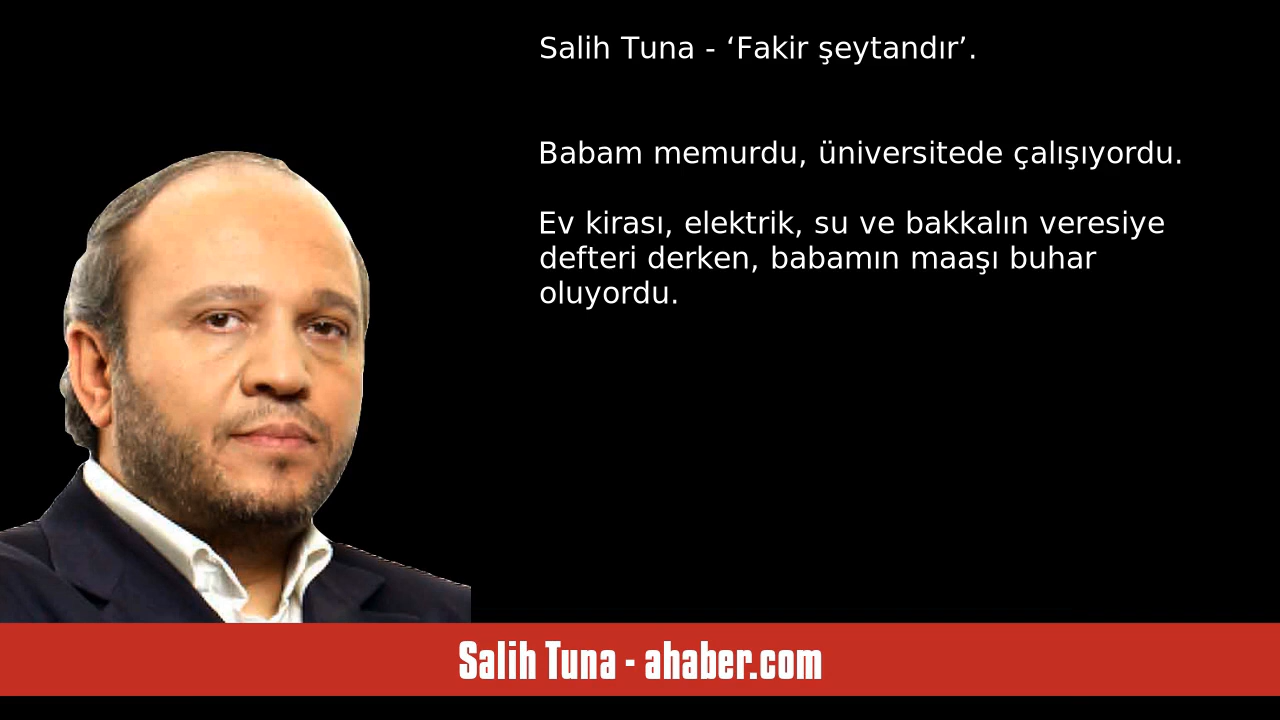 Salih Tuna - ‘Fakir şeytandır’.
Babam memurdu, üniversitede çalışıyordu.
Ev kirası, elektrik, su ve bakkalın veresiye
defteri derken, babamın maaşı buhar
oluyordu.
Salih Tuna - ahaber.com